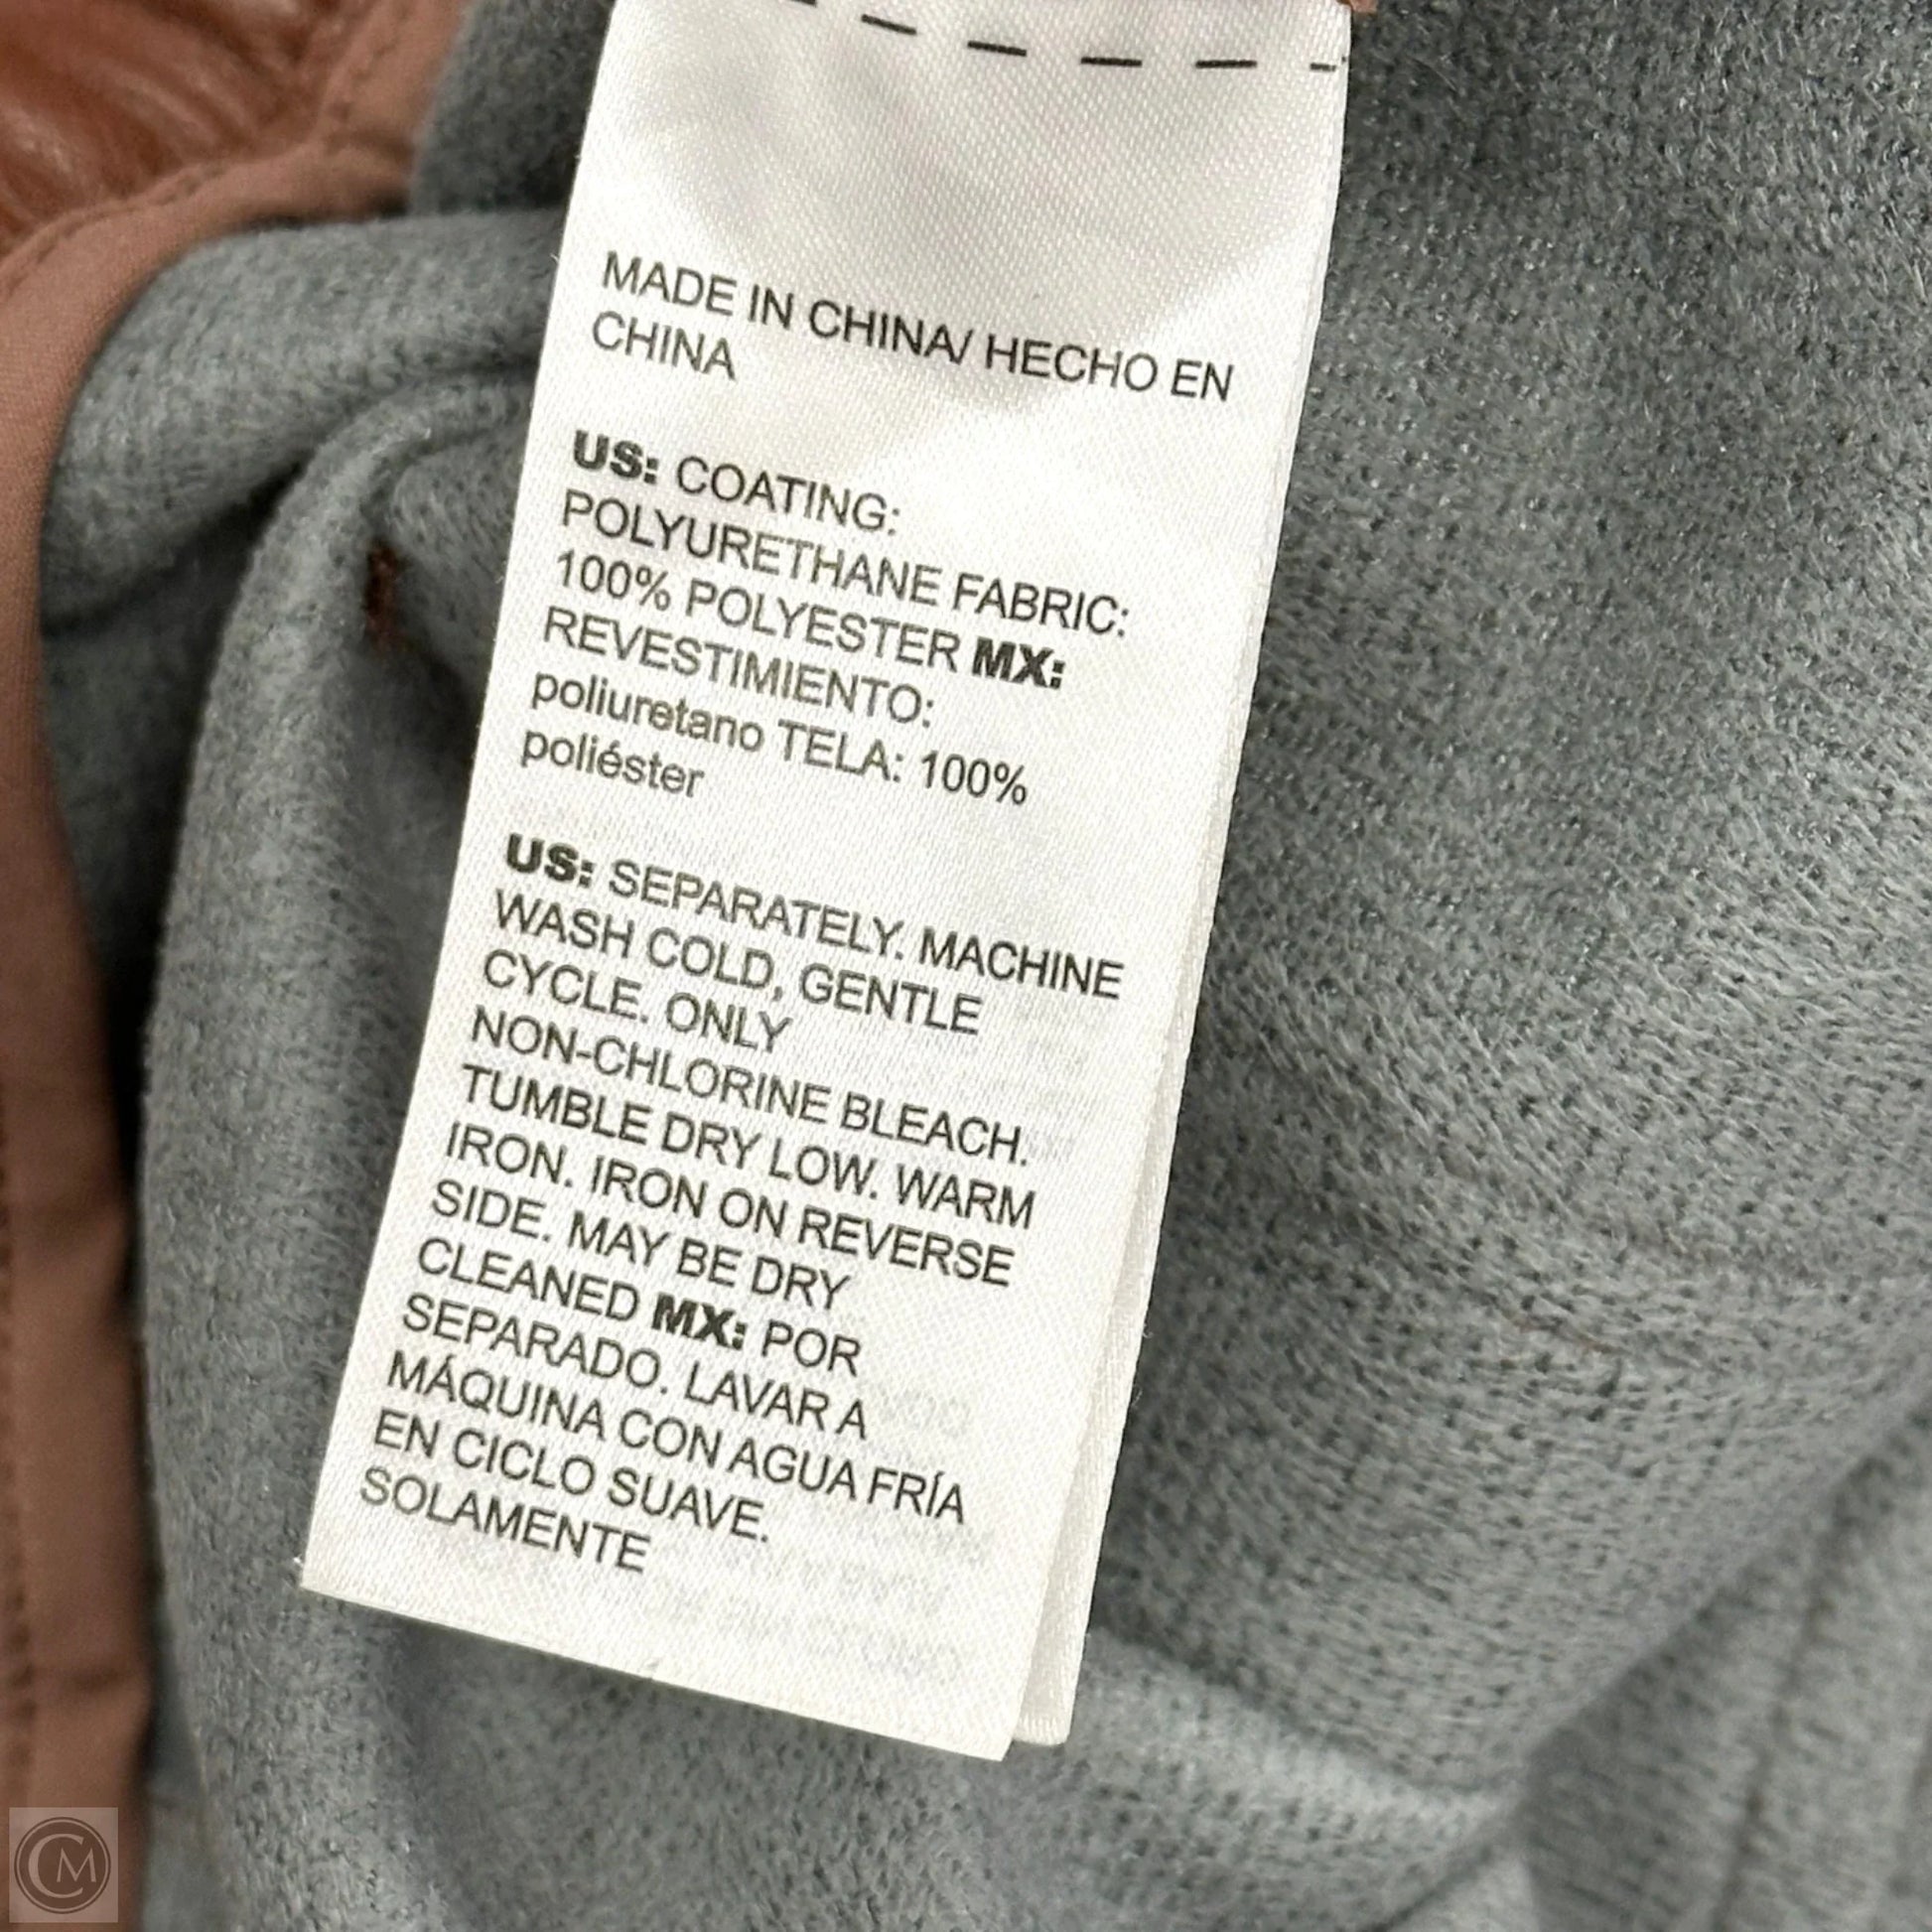 MADE IN CHINA/ HECHO EN
CHINA
US: COATING:
POLYURETHANE FABRIC:
100% POLYESTER MX:
REVESTIMIENTO:
poliuretano TELA: 100%
poliéster
US: SEPARATELY. MACHINE
WASH COLD, GENTLE
CYCLE. ONLY
NON-CHLORINE BLEACH.
TUMBLE DRY LOW. WARM
IRON. IRON ON REVERSE
SIDE. MAY BE DRY
CLEANED MX: POR
SEPARADO. LAVAR A
MÁQUINA CON AGUA FRÍA
EN CICLO SUAVE.
SOLAMENTE
CM